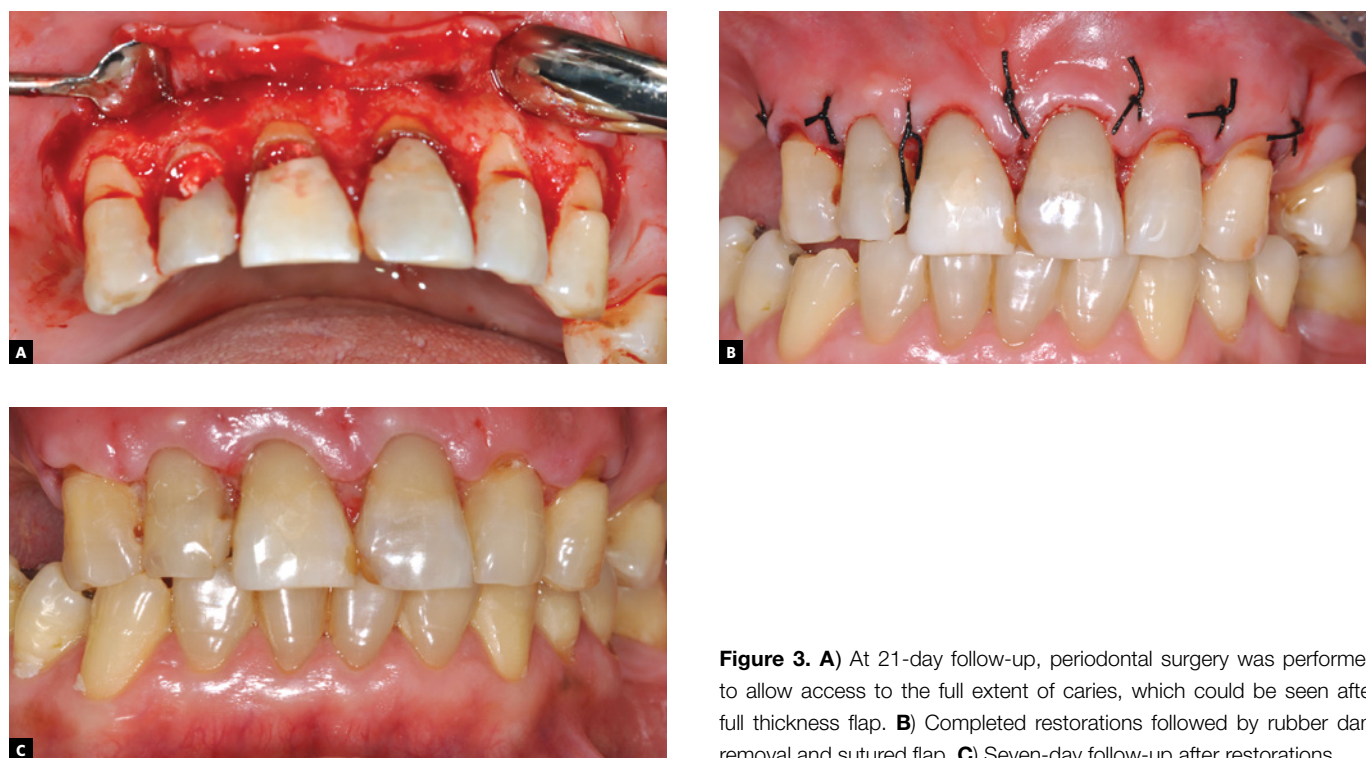 A
B
C
Figure 3. A) At 21-day follow-up, periodontal surgery was performe
to allow access to the full extent of caries, which could be seen afte
full thickness flap. B) Completed restorations followed by rubber dar
removal and sutured flap. C) Seven-day follow-up after restorations.